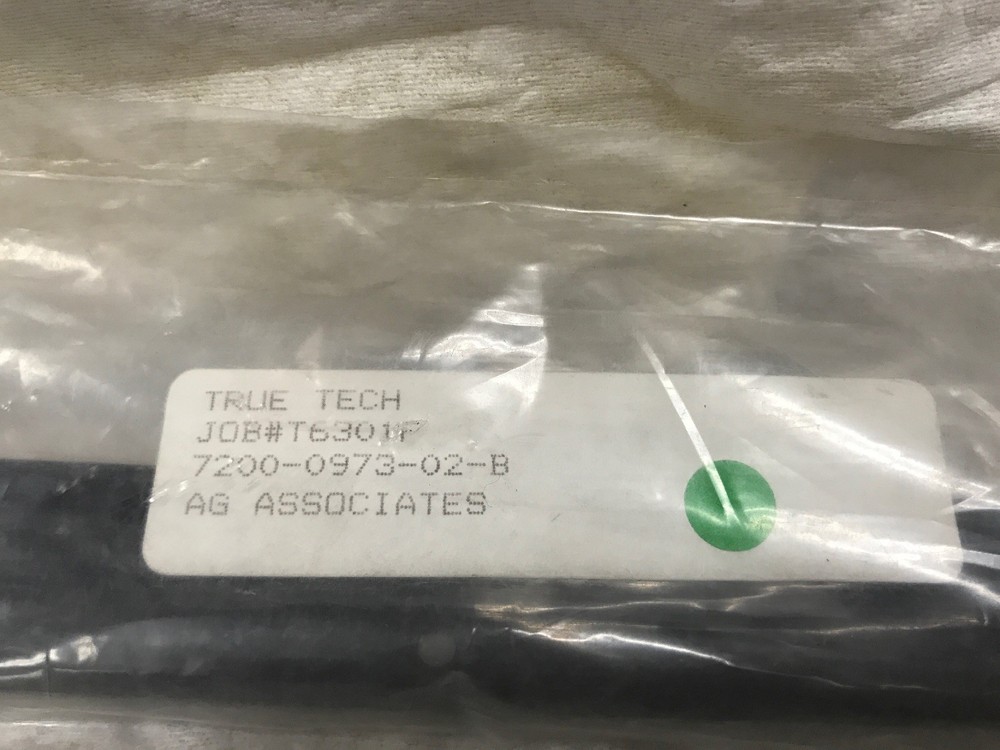 TRUE TECH
JOB#T6301P
7200-0973-02-B
AG ASSOCIATES